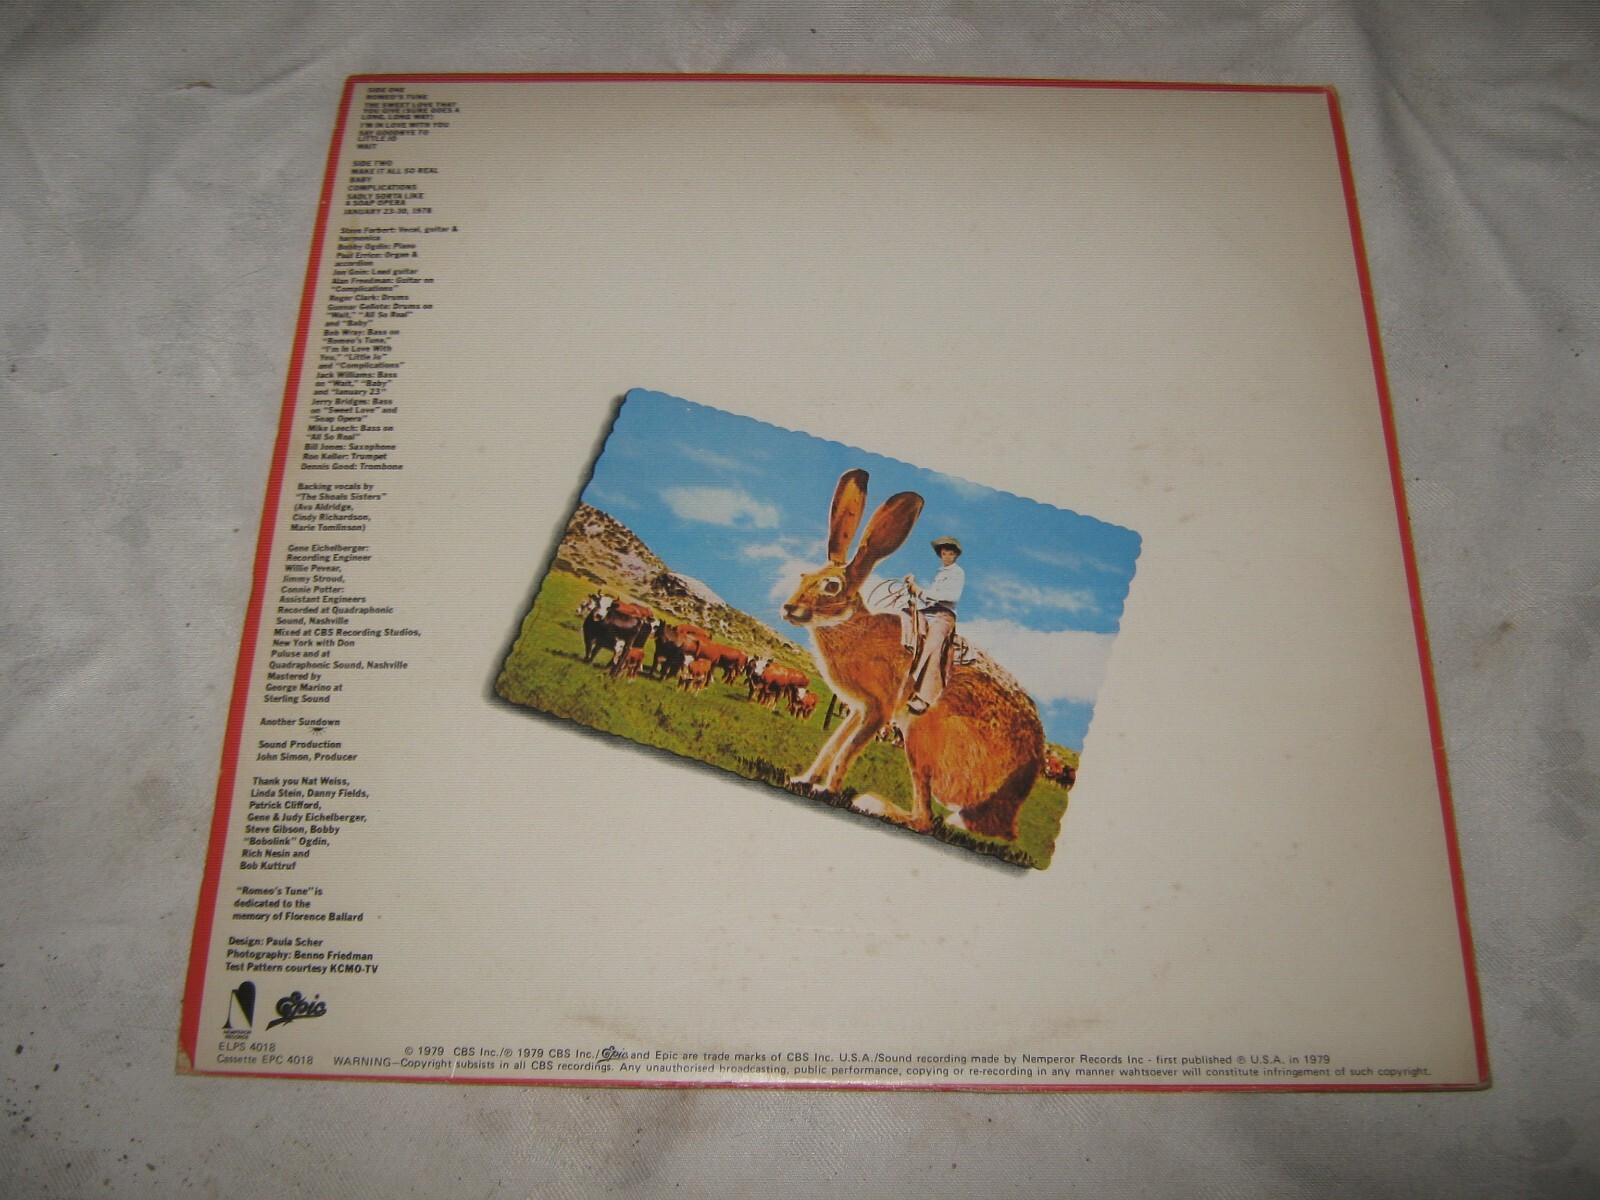 SIDE ONE
ROMEO'S TUNE
THE SWEET LOVE THAT
YOU GIVE (SURE GOES A
LONG, LONG WAY)
I'M IN LOVE WITH YOU
SAY GOODBYE TO
LITTLE JO
WAIT
SIDE TWO
MAKE IT ALL SO REAL
BABY
COMPLICATIONS
SADLY SORTA LIKE
A SOAP OPERA
JANUARY 23-30, 1978
Steve Forbert: Vocal, guitar &
harmonica
Bobby Ogdin: Piano
Paul Errico: Organ &
accordion
Jon Goin: Lead guitar
Alan Freedman: Guitar on
"Complications"
Roger Clark: Drums
Gunnar Gelotte: Drums on
"Wait," "All So Real"
and "Baby"
Bob Wray: Bass on
"Romeo's Tune,"
"I'm In Love With
You," "Little Jo"
and "Complications"
Jack Williams: Bass
on "Wait," "Baby"
and "January 23"
Jerry Bridges: Bass
on "Sweet Love" and
"Soap Opera"
Mike Leech: Bass on
"All So Real"
Bill Jones: Saxophone
Ron Keller: Trumpet
Dennis Good: Trombone
Backing vocals by
"The Shoals Sisters"
(Ava Aldridge,
Cindy Richardson,
Marie Tomlinson)
Gene Eichelberger:
Recording Engineer
Willie Pevear,
Jimmy Stroud,
Connie Potter:
Assistant Engineers
Recorded at Quadraphonic
Sound, Nashville
Mixed at CBS Recording Studios,
New York with Don
Puluse and at
Quadraphonic Sound, Nashville
Mastered by
George Marino at
Sterling Sound
Another Sundown
Sound Production
John Simon, Producer
Thank you Nat Weiss,
Linda Stein, Danny Fields,
Patrick Clifford,
Gene & Judy Eichelberger,
Steve Gibson, Bobby
"Bobolink" Ogdin,
Rich Nesin and
Bob Kuttruf
"Romeo's Tune" is
dedicated to the
memory of Florence Ballard
Design: Paula Scher
Photography: Benno Friedman
Test Pattern courtesy KCMO-TV
NEMPEROR
RECORDS
Epic
ELPS 4018
Cassette EPC 4018
© 1979 CBS Inc./℗ 1979 CBS Inc./Epic and Epic are trade marks of CBS Inc. U.S.A./Sound recording made by Nemperor Records Inc - first published ℗ U.S.A. in 1979
WARNING—Copyright subsists in all CBS recordings. Any unauthorised broadcasting, public performance, copying or re-recording in any manner wahtsoever will constitute infringement of such copyright.